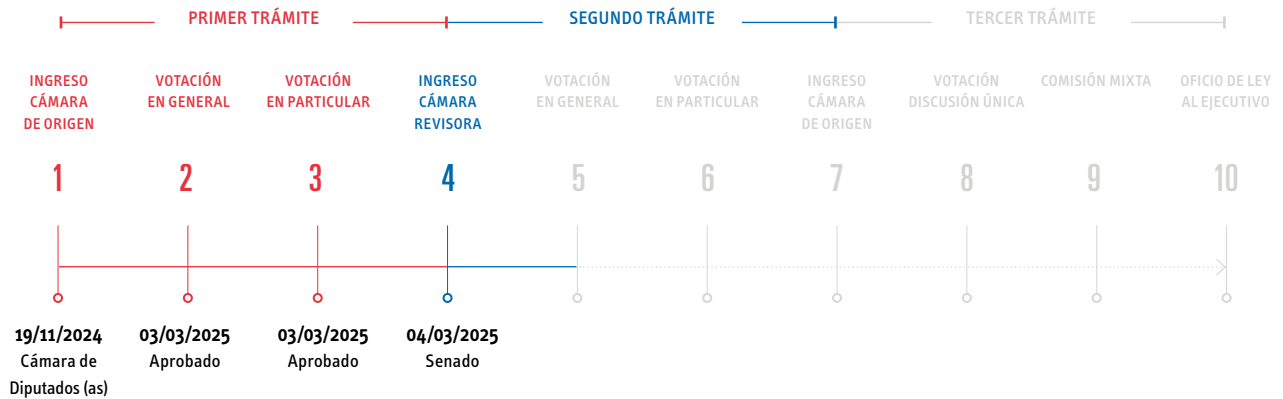 PRIMER TRÁMITE
SEGUNDO TRÁMITE
TERCER TRÁMITE
INGRESO
CÁMARA
DE ORIGEN
VOTACIÓN
EN GENERAL
VOTACIÓN
EN PARTICULAR
INGRESO
CÁMARA
REVISORA
VOTACIÓN
EN GENERAL
VOTACIÓN
EN PARTICULAR
INGRESO
CÁMARA
DE ORIGEN
VOTACIÓN
DISCUSIÓN ÚNICA
COMISIÓN MIXTA
OFICIO DE LEY
AL EJECUTIVO
1
2
3
4
5
6
7
8
9
10
19/11/2024
Cámara de
Diputados (as)
03/03/2025
Aprobado
03/03/2025
Aprobado
04/03/2025
Senado